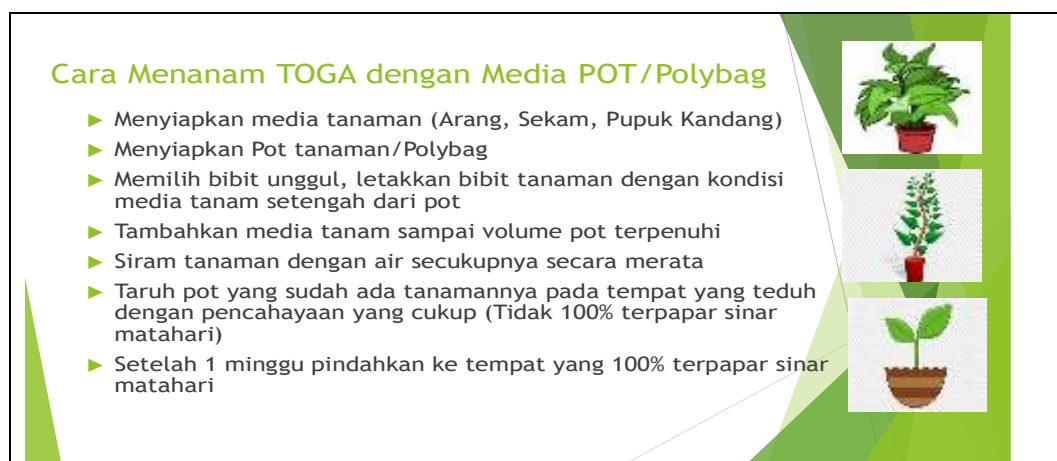 Cara Menanam TOGA dengan Media POT/Polybag
Menyiapkan media tanaman (Arang, Sekam, Pupuk Kandang)
Menyiapkan Pot tanaman/Polybag
Memilih bibit unggul, letakkan bibit tanaman dengan kondisi
media tanam setengah dari pot
Tambahkan media tanam sampai volume pot terpenuhi
Siram tanaman dengan air secukupnya secara merata
Taruh pot yang sudah ada tanamannya pada tempat yang teduh
dengan pencahayaan yang cukup (Tidak 100% terpapar sinar
matahari)
Setelah 1 minggu pindahkan ke tempat yang 100% terpapar sinar
matahari